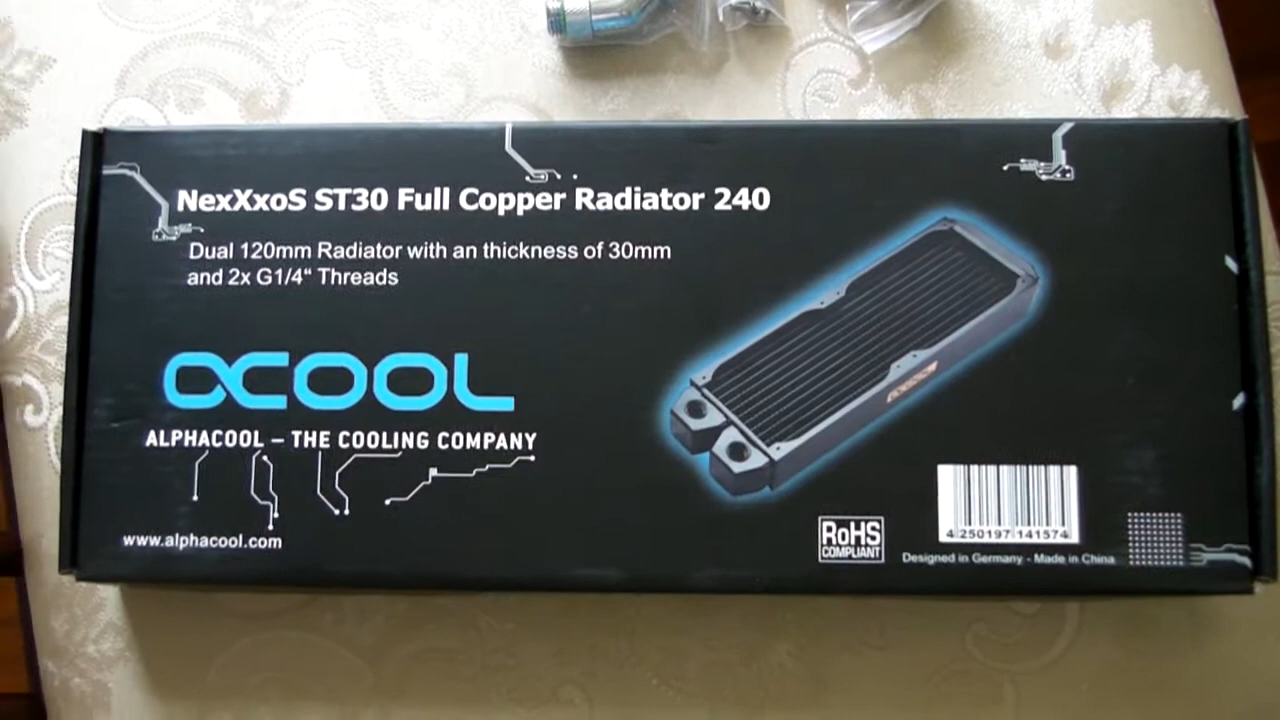 NexXxoS ST30 Full Copper Radiator 240
Dual 120mm Radiator with an thickness of 30mm
and 2x G1/4“ Threads
αCOOL
ALPHACOOL – THE COOLING COMPANY
www.alphacool.com
RoHS
COMPLIANT
4 250197 141574
Designed in Germany - Made in China